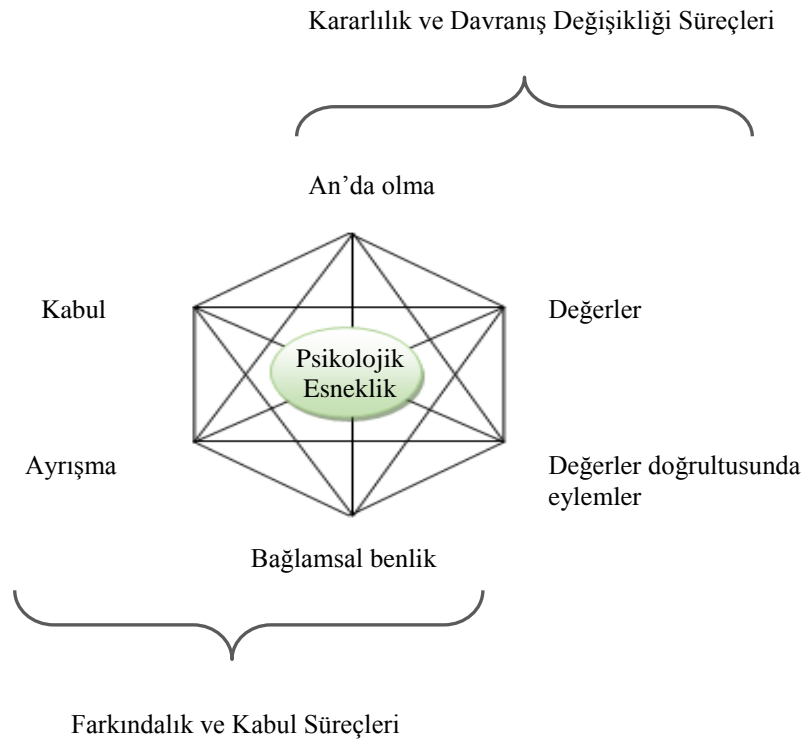 Kararlılık ve Davranış Değişikliği Süreçleri
An’da olma
Kabul
Değerler
Psikolojik
Esneklik
Ayrışma
Değerler doğrultusunda
eylemler
Bağlamsal benlik
Farkındalık ve Kabul Süreçleri